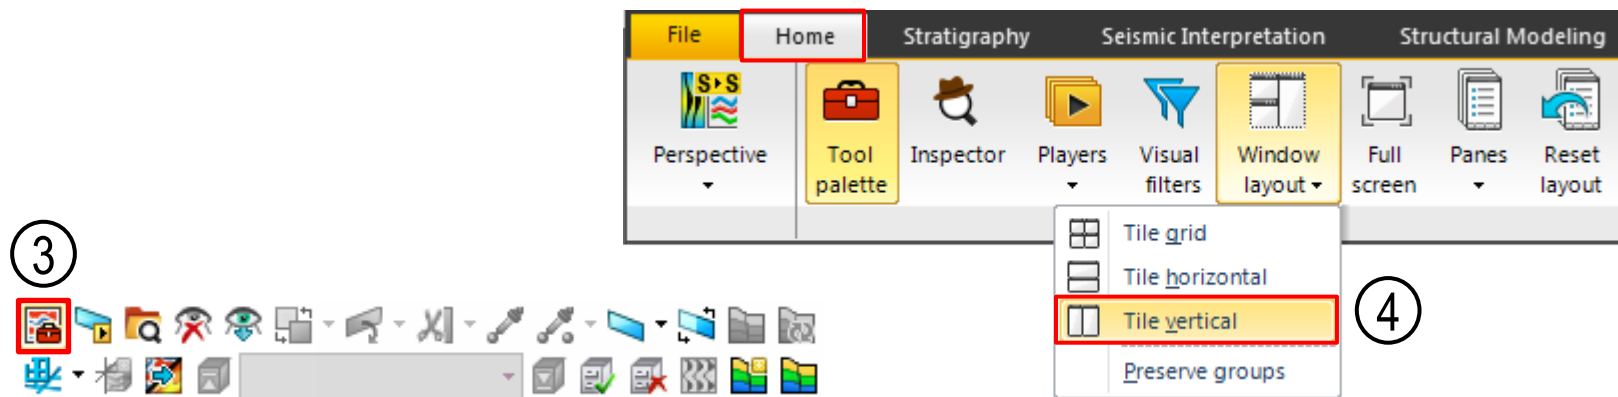 File Home Stratigraphy Seismic Interpretation Structural Modeling
S S
Perspective Tool palette Inspector Players Visual filters Window layout Full screen Panes Reset layout
Tile grid
Tile horizontal
Tile vertical
Preserve groups
3
4